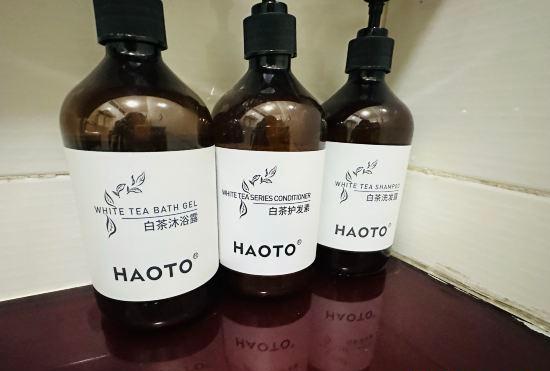 WHITE TEA BATH GEL
白茶沐浴露
HAOTO®
WHITE TEA SERIES CONDITIONER
白茶护发素
HAOTO®
WHITE TEA SHAMPOO
白茶洗发露
HAOTO®